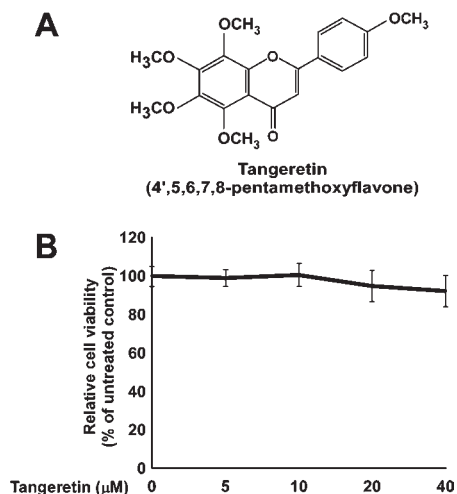 A
OCH₃
OCH₃
H₃CO
O
H₃CO
OCH₃
O
Tangeretin
(4',5,6,7,8-pentamethoxyflavone)
B
Relative cell viability
(% of untreated control)
120
100
80
60
40
20
0
Tangeretin (µM) 0 5 10 20 40